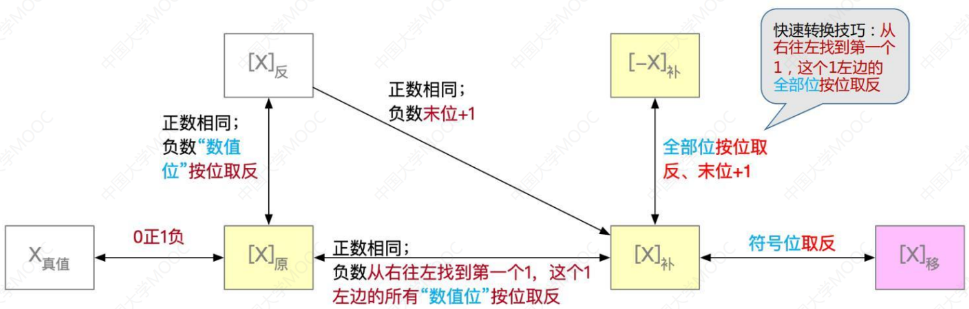 快速转换技巧：从
右往左找到第一个
1，这个1左边的
全部位按位取反
[X]反
[-X]补
正数相同；
负数末位+1
正数相同；
负数“数值
位”按位取反
全部位按位取
反、末位+1
X真值
0正1负
[X]原
正数相同；
负数从右往左找到第一个1，这个1
左边的所有“数值位”按位取反
[X]补
符号位取反
[X]移
中国大学MOOC